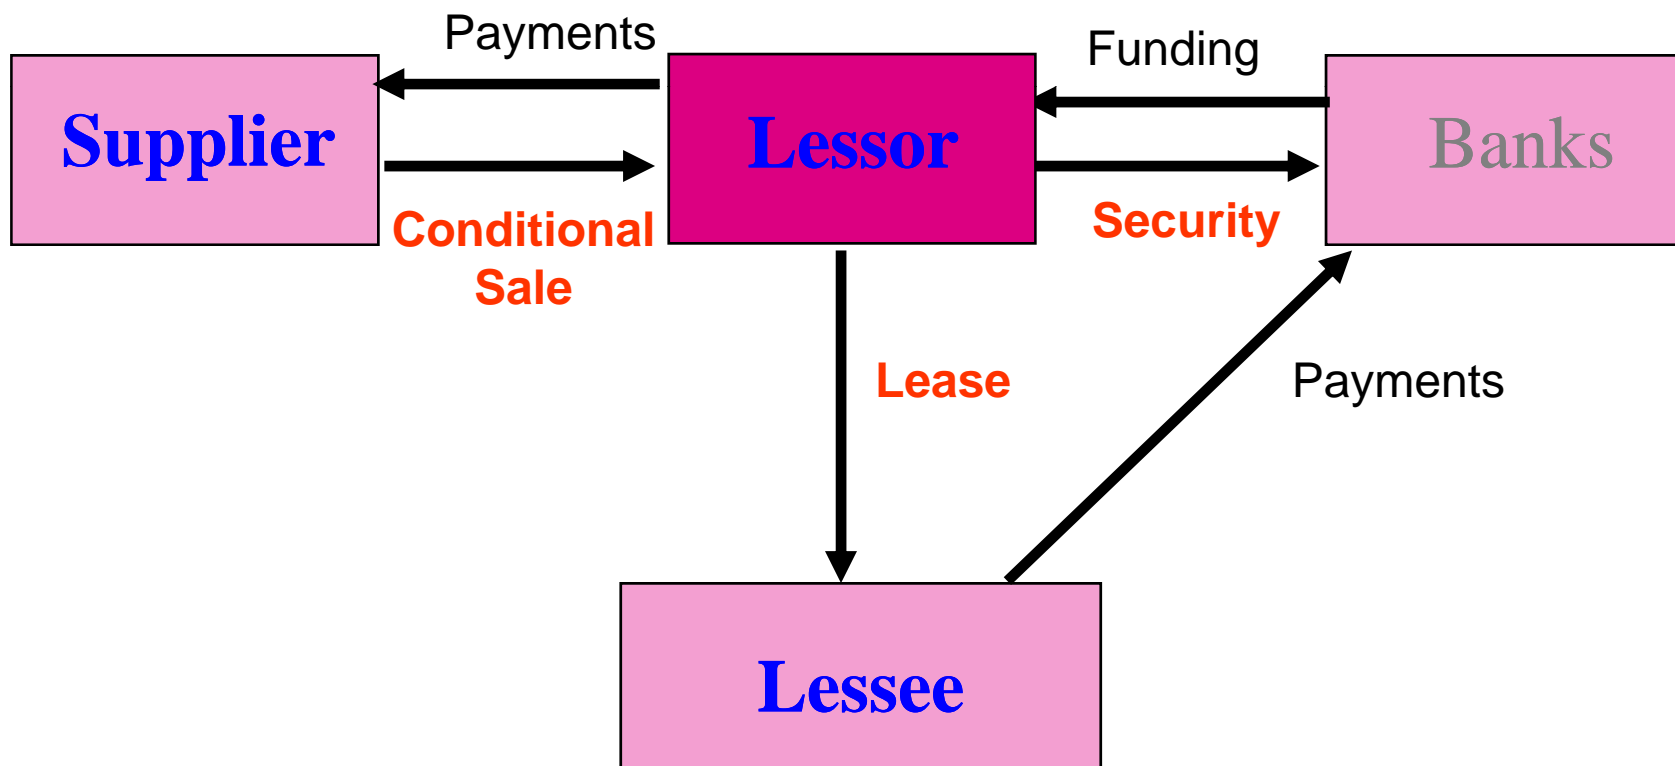 Payments
Funding
Supplier
Lessor
Banks
Conditional
Sale
Security
Lease
Payments
Lessee